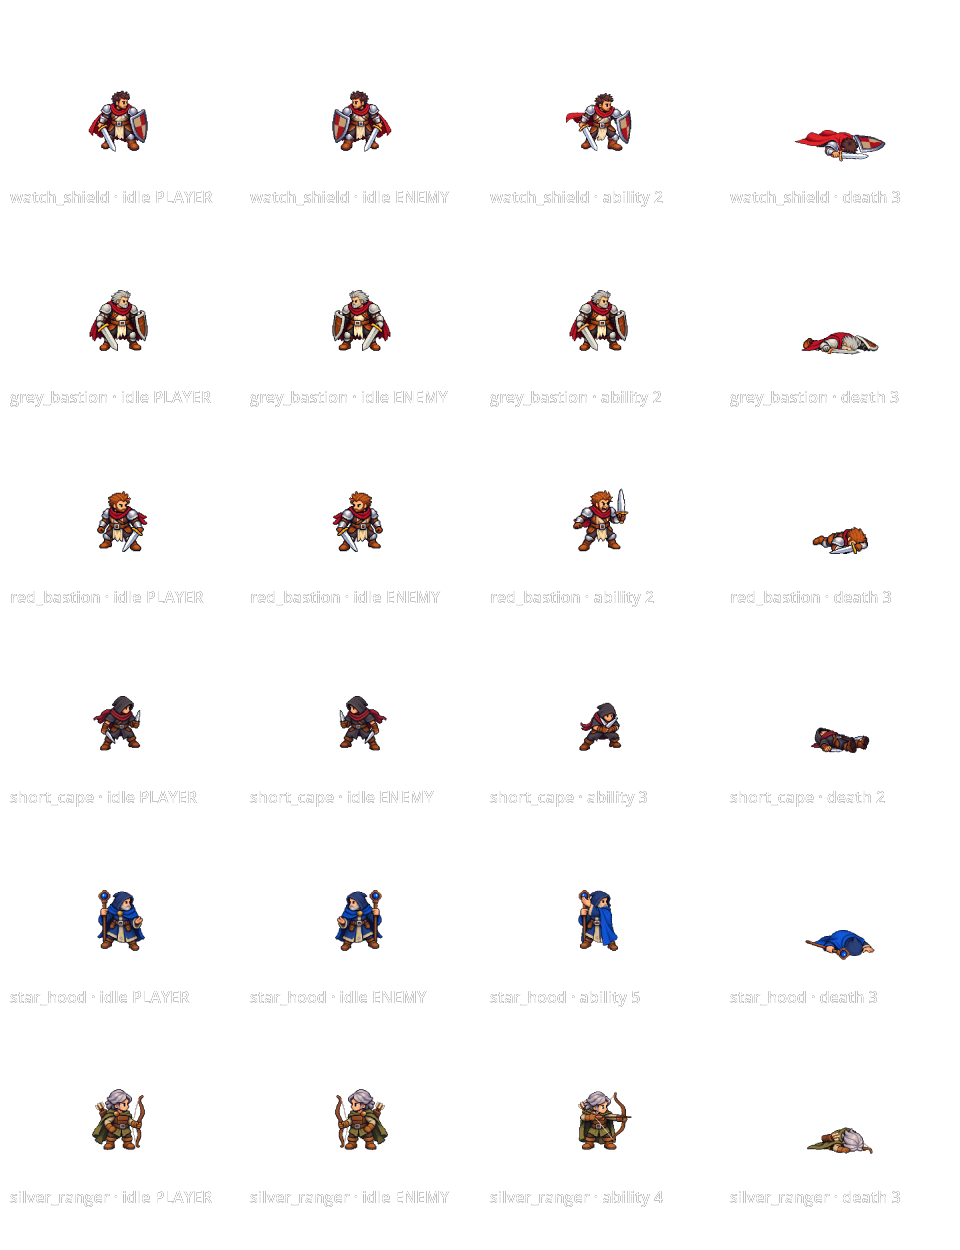 watch_shield · idle PLAYER
watch_shield · idle ENEMY
watch_shield · ability 2
watch_shield · death 3
grey_bastion · idle PLAYER
grey_bastion · idle ENEMY
grey_bastion · ability 2
grey_bastion · death 3
red_bastion · idle PLAYER
red_bastion · idle ENEMY
red_bastion · ability 2
red_bastion · death 3
short_cape · idle PLAYER
short_cape · idle ENEMY
short_cape · ability 3
short_cape · death 2
star_hood · idle PLAYER
star_hood · idle ENEMY
star_hood · ability 5
star_hood · death 3
silver_ranger · idle PLAYER
silver_ranger · idle ENEMY
silver_ranger · ability 4
silver_ranger · death 3